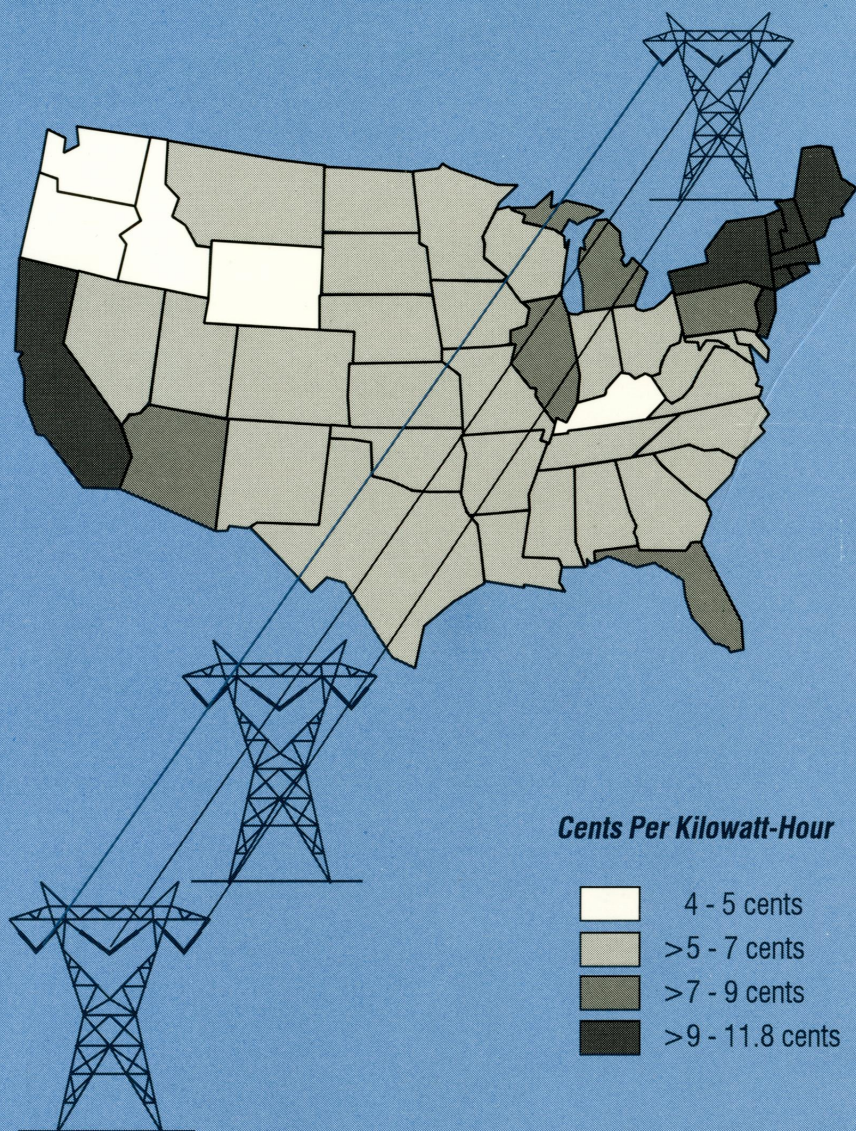 Cents Per Kilowatt-Hour
4 - 5 cents
>5 - 7 cents
>7 - 9 cents
>9 - 11.8 cents